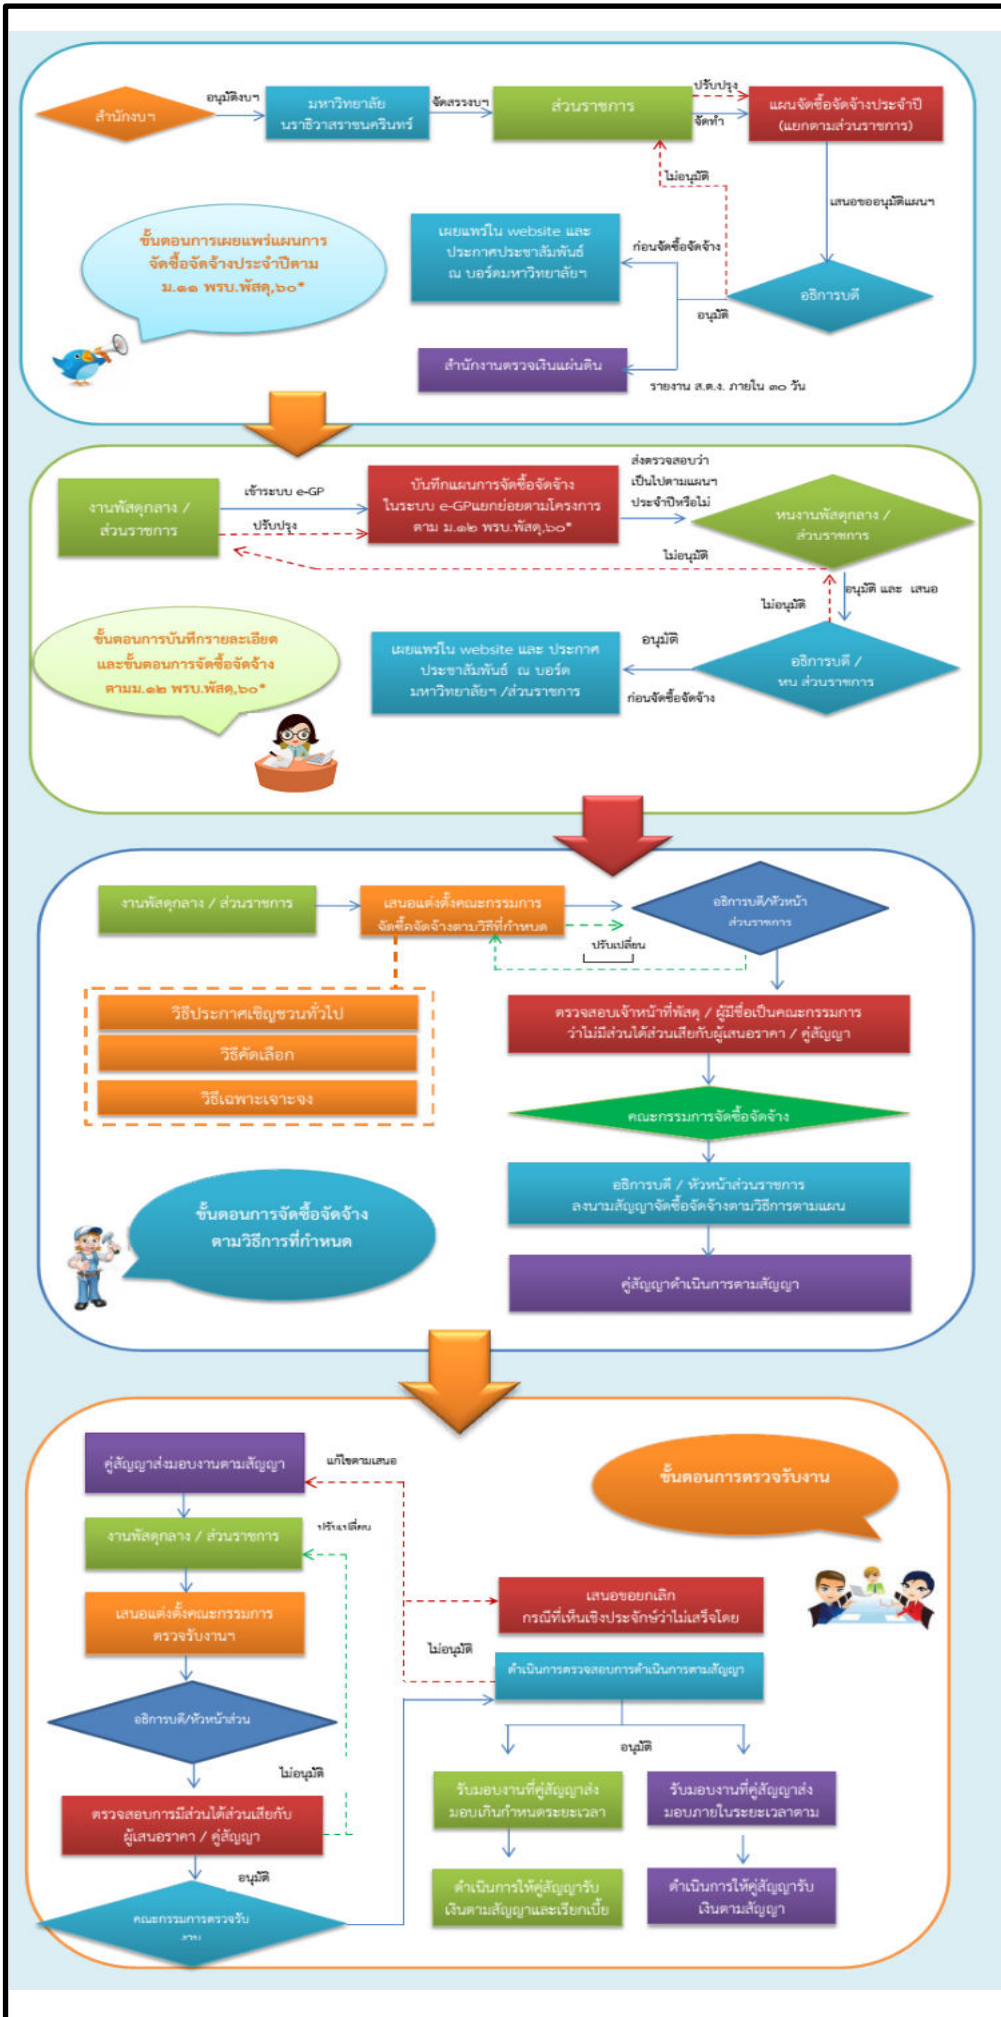 สำนักงบฯ
อนุมัติงบฯ
มหาวิทยาลัย
นราธิวาสราชนครินทร์
จัดสรรงบฯ
ส่วนราชการ
ปรับปรุง
จัดทำ
แผนจัดซื้อจัดจ้างประจำปี
(แยกตามส่วนราชการ)
ไม่อนุมัติ
เสนอขออนุมัติแผนฯ
ขั้นตอนการเผยแพร่แผนการ
จัดซื้อจัดจ้างประจำปีตาม
ม.๑๑ พรบ.พัสดุ,๖๐*
เผยแพร่ใน website และ
ประกาศประชาสัมพันธ์
ณ บอร์ดมหาวิทยาลัยฯ
ก่อนจัดซื้อจัดจ้าง
อธิการบดี
อนุมัติ
สำนักงานตรวจเงินแผ่นดิน
รายงาน ส.ต.ง. ภายใน ๓๐ วัน
งานพัสดุกลาง /
ส่วนราชการ
เข้าระบบ e-GP
ปรับปรุง
บันทึกแผนการจัดซื้อจัดจ้าง
ในระบบ e-GPแยกย่อยตามโครงการ
ตาม ม.๑๒ พรบ.พัสดุ,๖๐*
ส่งตรวจสอบว่า
เป็นไปตามแผนฯ
ประจำปีหรือไม่
หนงานพัสดุกลาง /
ส่วนราชการ
ไม่อนุมัติ
อนุมัติ และ เสนอ
ไม่อนุมัติ
ขั้นตอนการบันทึกรายละเอียด
และขั้นตอนการจัดซื้อจัดจ้าง
ตามม.๑๒ พรบ.พัสดุ,๖๐*
เผยแพร่ใน website และ ประกาศ
ประชาสัมพันธ์ ณ บอร์ด
มหาวิทยาลัยฯ /ส่วนราชการ
อนุมัติ
ก่อนจัดซื้อจัดจ้าง
อธิการบดี /
หน ส่วนราชการ
งานพัสดุกลาง / ส่วนราชการ
เสนอแต่งตั้งคณะกรรมการ
จัดซื้อจัดจ้างตามวิธีที่กำหนด
อธิการบดี/หัวหน้า
ส่วนราชการ
ปรับเปลี่ยน
วิธีประกาศเชิญชวนทั่วไป
วิธีคัดเลือก
วิธีเฉพาะเจาะจง
ตรวจสอบเจ้าหน้าที่พัสดุ / ผู้มีชื่อเป็นคณะกรรมการ
ว่าไม่มีส่วนได้ส่วนเสียกับผู้เสนอราคา / คู่สัญญา
คณะกรรมการจัดซื้อจัดจ้าง
อธิการบดี / หัวหน้าส่วนราชการ
ลงนามสัญญาจัดซื้อจัดจ้างตามวิธีการตามแผน
คู่สัญญาดำเนินการตามสัญญา
ขั้นตอนการจัดซื้อจัดจ้าง
ตามวิธีการที่กำหนด
คู่สัญญาส่งมอบงานตามสัญญา
แก้ไขตามเสนอ
ขั้นตอนการตรวจรับงาน
งานพัสดุกลาง / ส่วนราชการ
ปรับเปลี่ยน
เสนอแต่งตั้งคณะกรรมการ
ตรวจรับงานฯ
เสนอขอยกเลิก
กรณีที่เห็นเชิงประจักษ์ว่าไม่เสร็จโดย
ไม่อนุมัติ
ดำเนินการตรวจสอบการดำเนินการตามสัญญา
อธิการบดี/หัวหน้าส่วน
อนุมัติ
ไม่อนุมัติ
ตรวจสอบการมีส่วนได้ส่วนเสียกับ
ผู้เสนอราคา / คู่สัญญา
รับมอบงานที่คู่สัญญาส่ง
มอบเกินกำหนดระยะเวลา
รับมอบงานที่คู่สัญญาส่ง
มอบภายในระยะเวลาตาม
อนุมัติ
คณะกรรมการตรวจรับ
งาน
ดำเนินการให้คู่สัญญารับ
เงินตามสัญญาและเรียกเบี้ย
ดำเนินการให้คู่สัญญารับ
เงินตามสัญญา